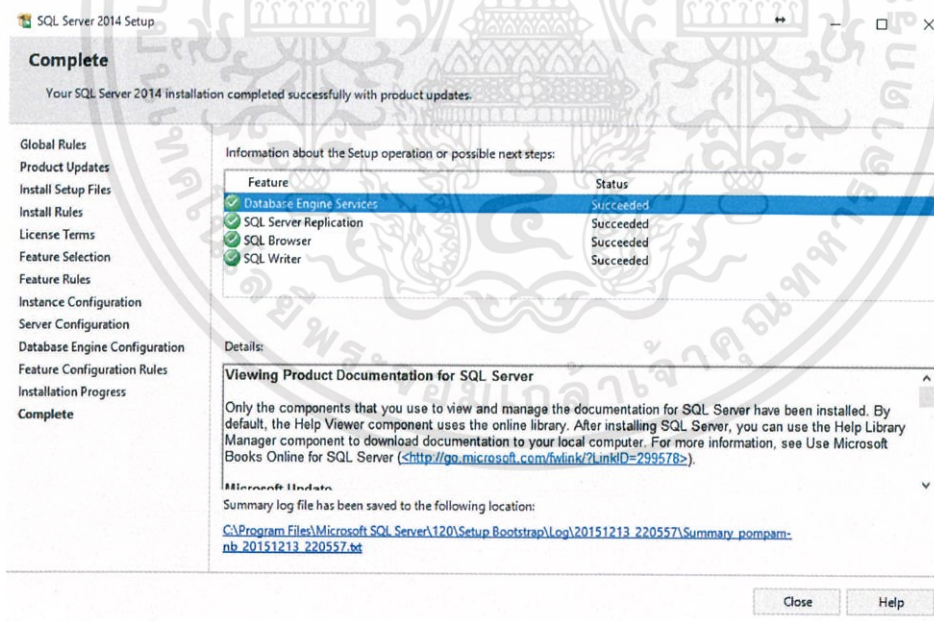 SQL Server 2014 Setup
Complete
Your SQL Server 2014 installation completed successfully with product updates.
Global Rules
Product Updates
Install Setup Files
Install Rules
License Terms
Feature Selection
Feature Rules
Instance Configuration
Server Configuration
Database Engine Configuration
Feature Configuration Rules
Installation Progress
Complete
Information about the Setup operation or possible next steps:
Feature Status
Database Engine Services Succeeded
SQL Server Replication Succeeded
SQL Browser Succeeded
SQL Writer Succeeded
Details:
Viewing Product Documentation for SQL Server
Only the components that you use to view and manage the documentation for SQL Server have been installed. By
default, the Help Viewer component uses the online library. After installing SQL Server, you can use the Help Library
Manager component to download documentation to your local computer. For more information, see Use Microsoft
Books Online for SQL Server (<http://go.microsoft.com/fwlink/?LinkID=299578>).
Microsoft Update
Summary log file has been saved to the following location:
C:\Program Files\Microsoft SQL Server\120\Setup Bootstrap\Log\20151213_220557\Summary_pompam-
nb_20151213_220557.txt
Close Help